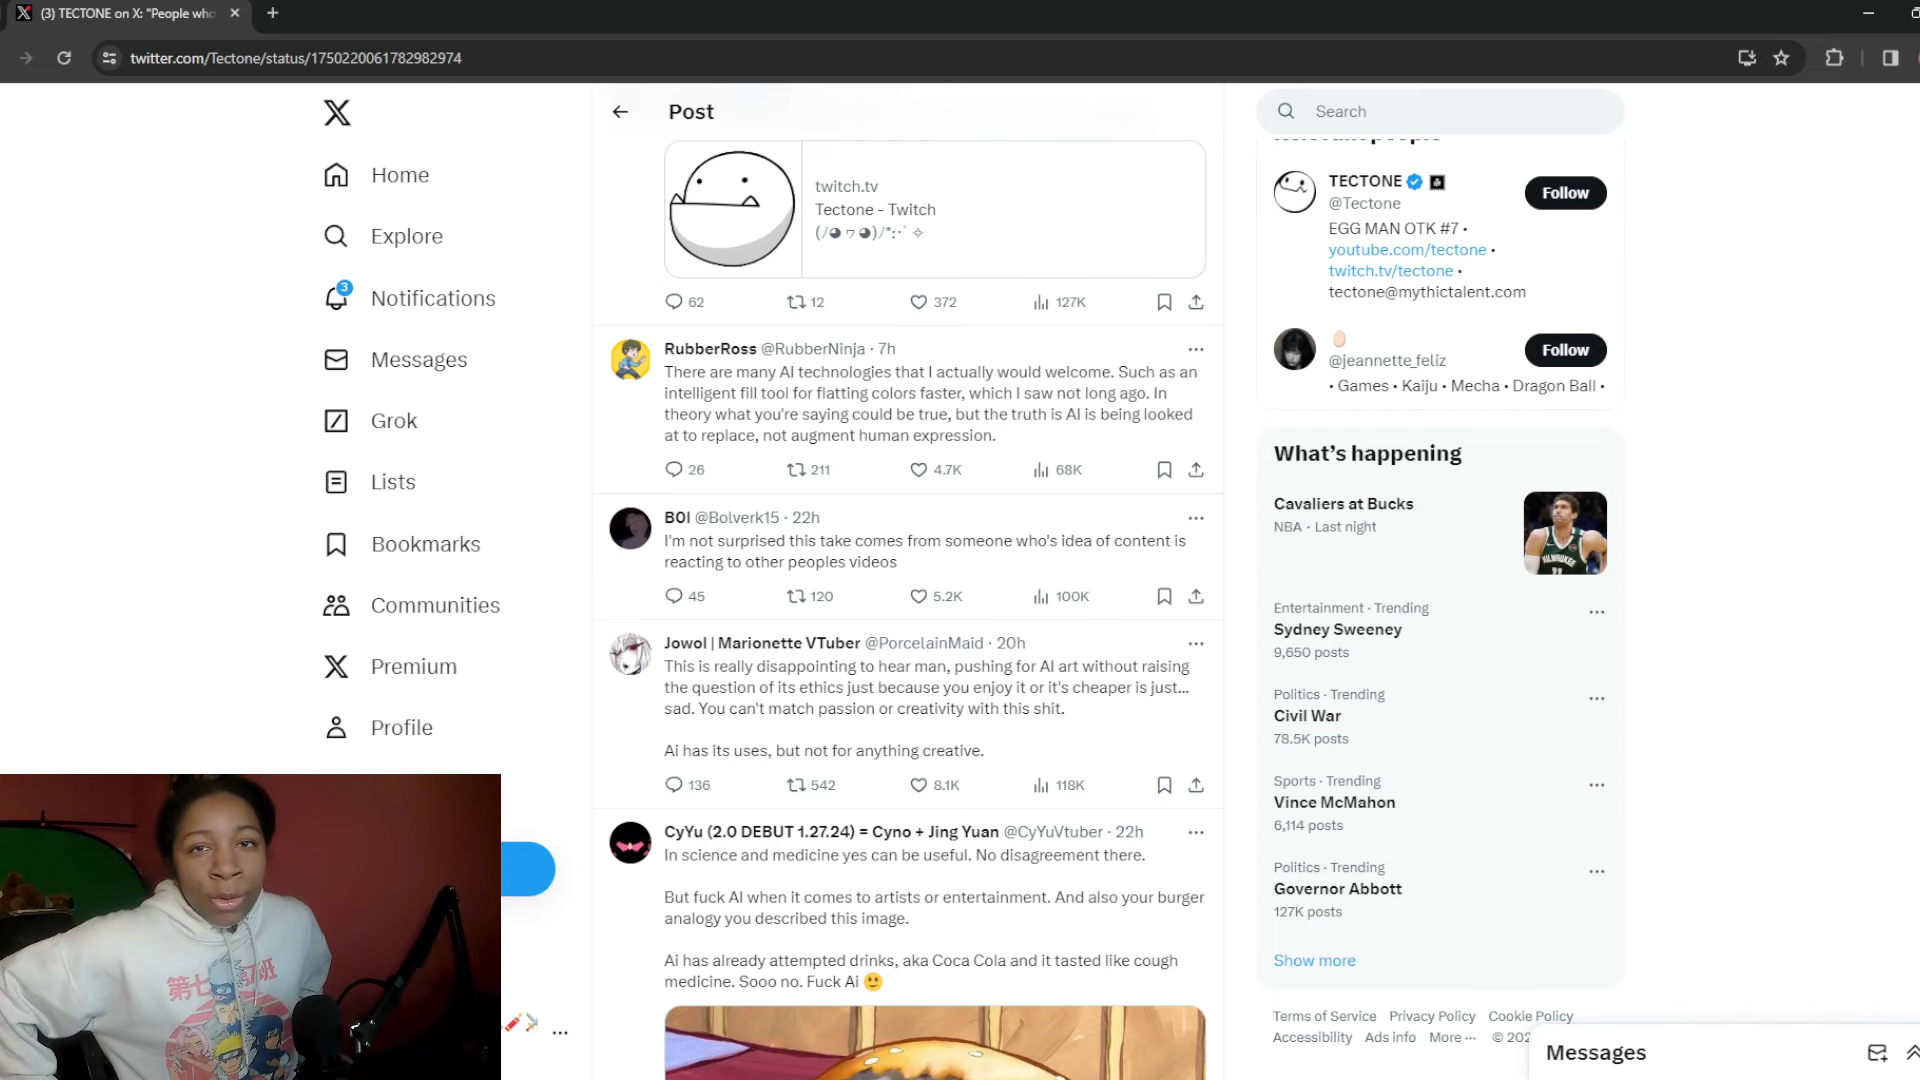 (3) TECTONE on X: "People who
twitter.com/Tectone/status/1750220061782982974
Home
Explore
3
Notifications
Messages
Grok
Lists
Bookmarks
Communities
Premium
Profile
Post
twitch.tv
Tectone - Twitch
62 12 372 127K
RubberRoss @RubberNinja · 7h
There are many AI technologies that I actually would welcome. Such as an
intelligent fill tool for flatting colors faster, which I saw not long ago. In
theory what you're saying could be true, but the truth is AI is being looked
at to replace, not augment human expression.
26 211 4.7K 68K
B0I @Bolverk15 · 22h
I'm not surprised this take comes from someone who's idea of content is
reacting to other peoples videos
45 120 5.2K 100K
Jowol | Marionette VTuber @PorcelainMaid · 20h
This is really disappointing to hear man, pushing for AI art without raising
the question of its ethics just because you enjoy it or it's cheaper is just...
sad. You can't match passion or creativity with this shit.
Ai has its uses, but not for anything creative.
136 542 8.1K 118K
CyYu (2.0 DEBUT 1.27.24) = Cyno + Jing Yuan @CyYuVtuber · 22h
In science and medicine yes can be useful. No disagreement there.
But fuck AI when it comes to artists or entertainment. And also your burger
analogy you described this image.
Ai has already attempted drinks, aka Coca Cola and it tasted like cough
medicine. Sooo no. Fuck Ai 🙂
Search
TECTONE
@Tectone
Follow
EGG MAN OTK #7 •
youtube.com/tectone •
twitch.tv/tectone •
tectone@mythictalent.com
🥚
@jeannette_feliz
Follow
• Games • Kaiju • Mecha • Dragon Ball •
What's happening
Cavaliers at Bucks
NBA · Last night
Entertainment · Trending
Sydney Sweeney
9,650 posts
Politics · Trending
Civil War
78.5K posts
Sports · Trending
Vince McMahon
6,114 posts
Politics · Trending
Governor Abbott
127K posts
Show more
Terms of Service Privacy Policy Cookie Policy
Accessibility Ads info More ··· © 202
Messages